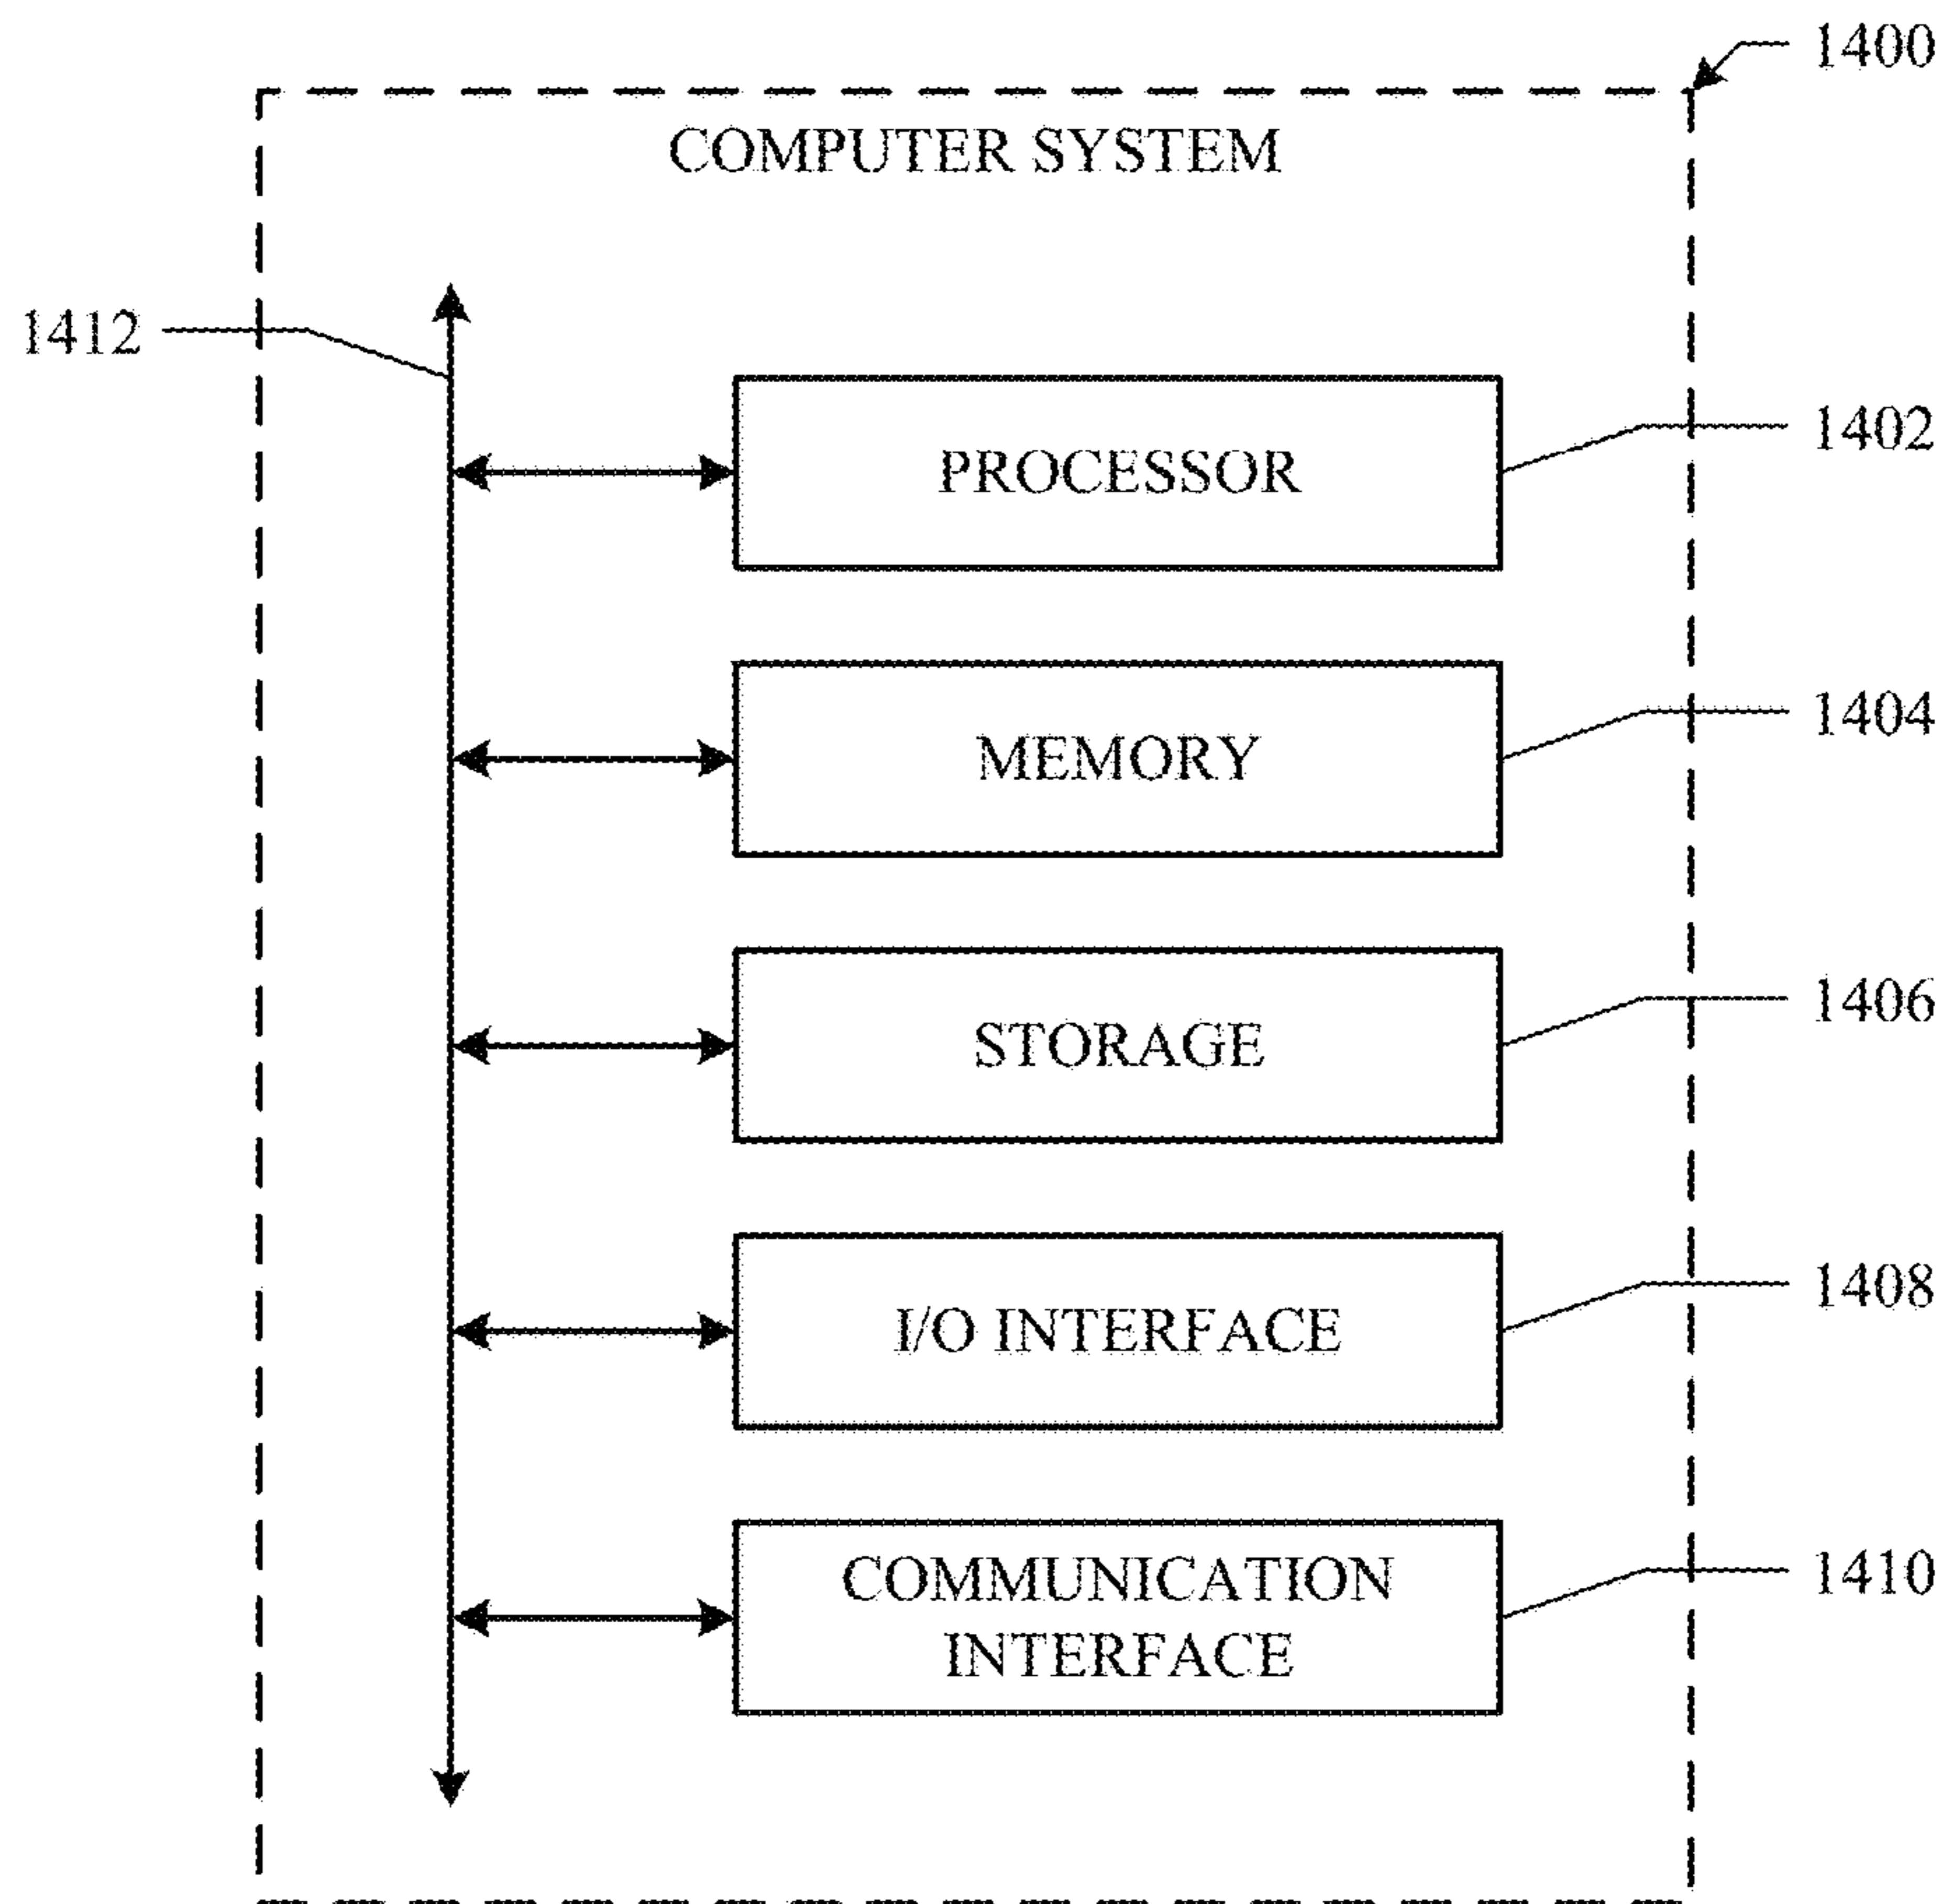 1400
COMPUTER SYSTEM
1412
PROCESSOR
1402
MEMORY
1404
STORAGE
1406
I/O INTERFACE
1408
COMMUNICATION
INTERFACE
1410